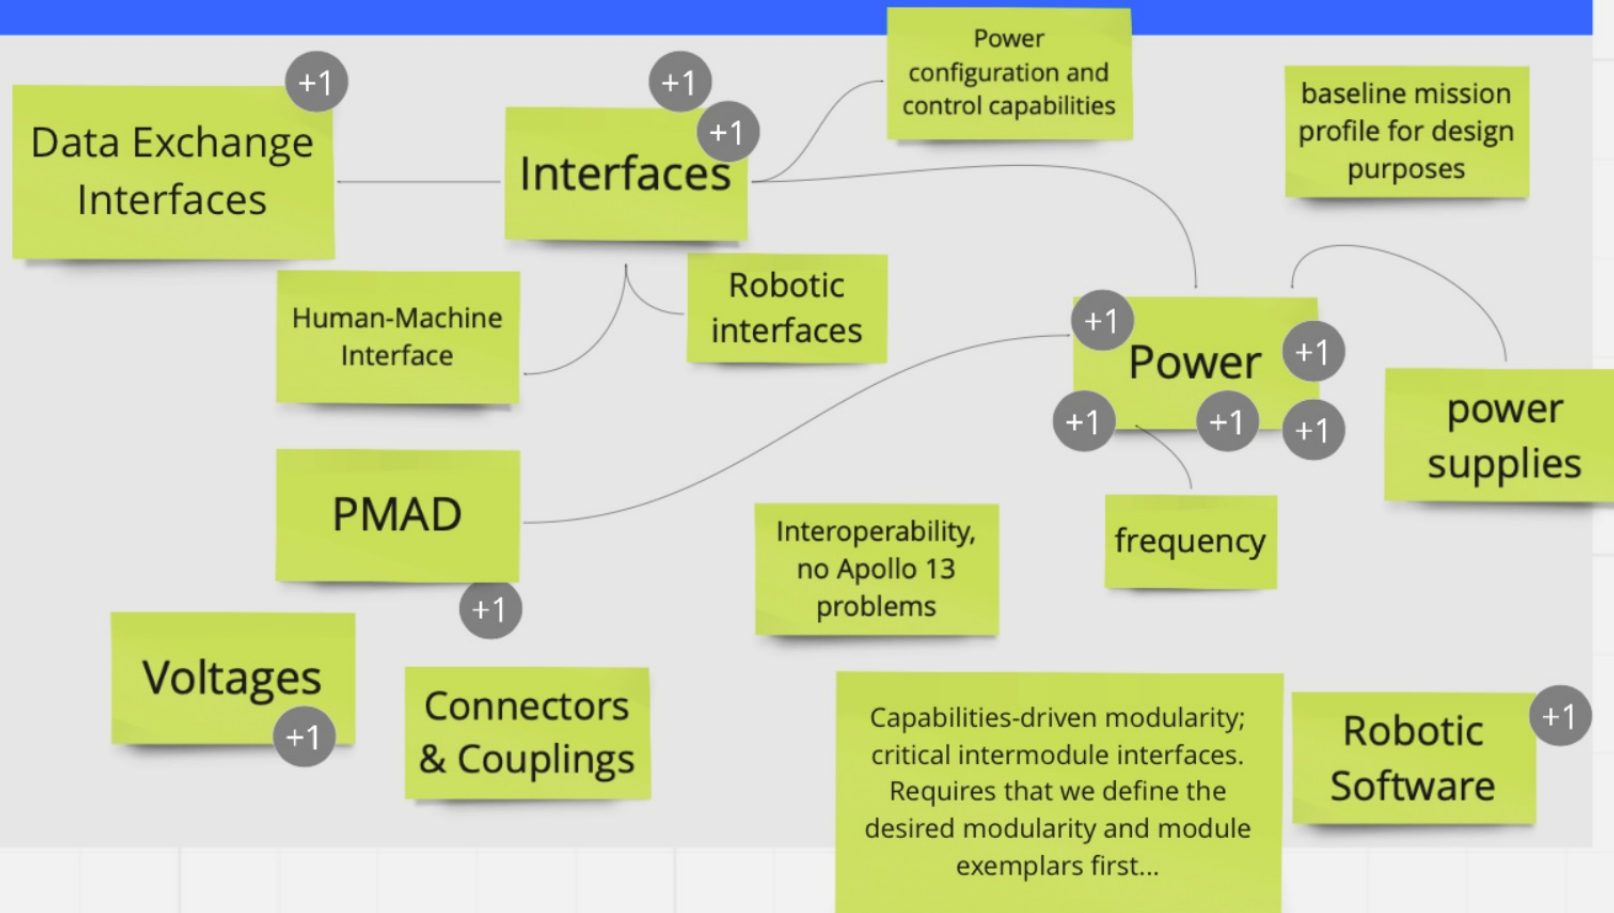 Power
configuration and
control capabilities
baseline mission
profile for design
purposes
+1
Data Exchange
Interfaces
+1
+1
Interfaces
Human-Machine
Interface
Robotic
interfaces
+1
Power
+1
+1
+1
+1
power
supplies
PMAD
+1
Interoperability,
no Apollo 13
problems
frequency
Voltages
+1
Connectors
& Couplings
Capabilities-driven modularity;
critical intermodule interfaces.
Requires that we define the
desired modularity and module
exemplars first...
Robotic
Software
+1